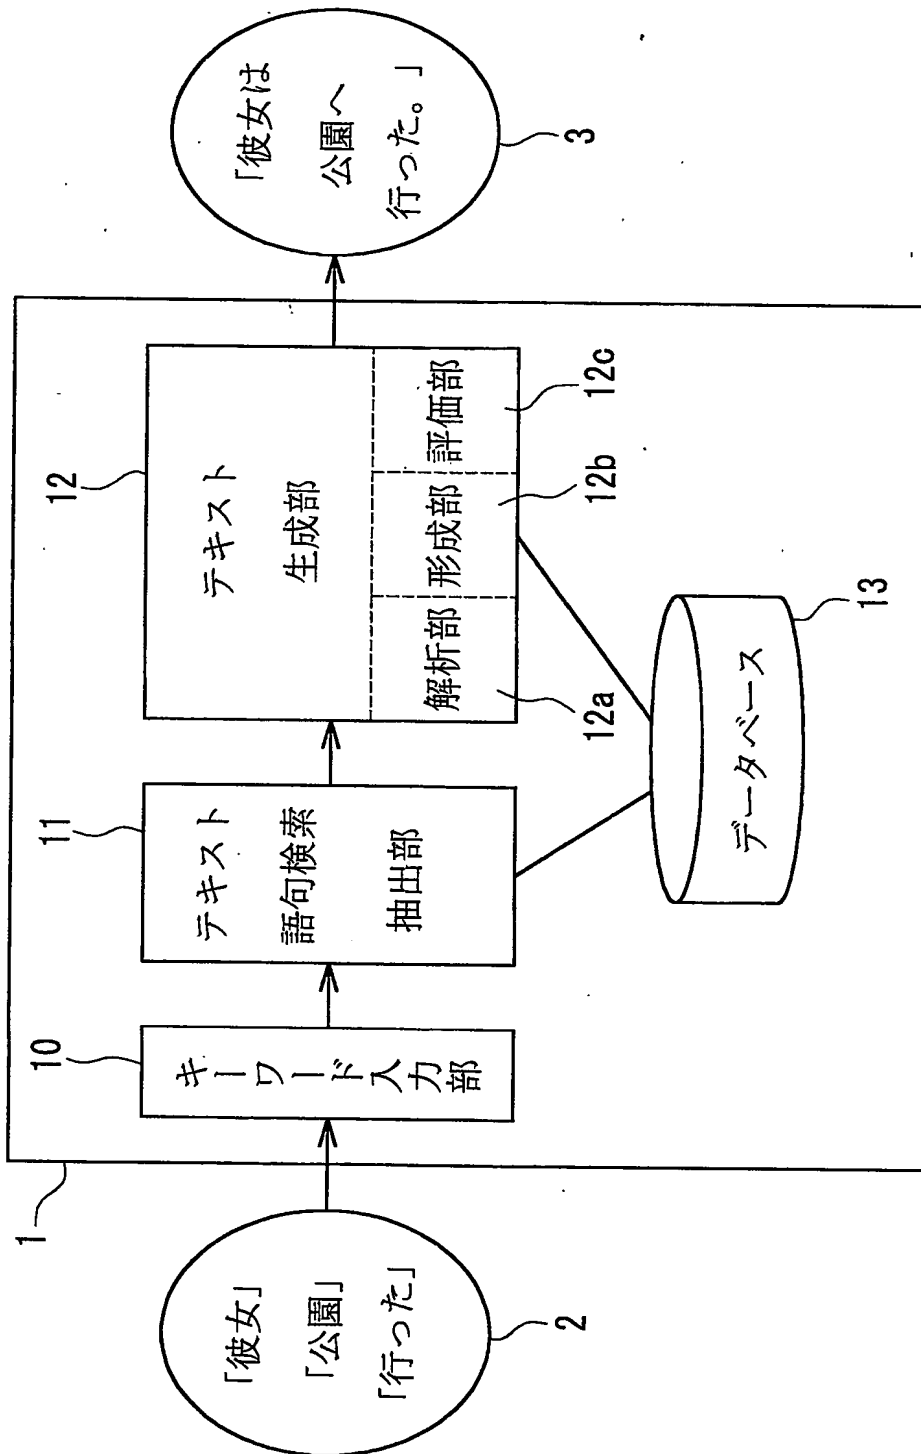 1
2
「彼女」
「公園」
「行った」
10
キーワード入力部
11
テキスト
語句検索
抽出部
12
テキスト
生成部
解析部
形成部
評価部
12a
12b
12c
13
データベース
3
「彼女は
公園へ
行った。」